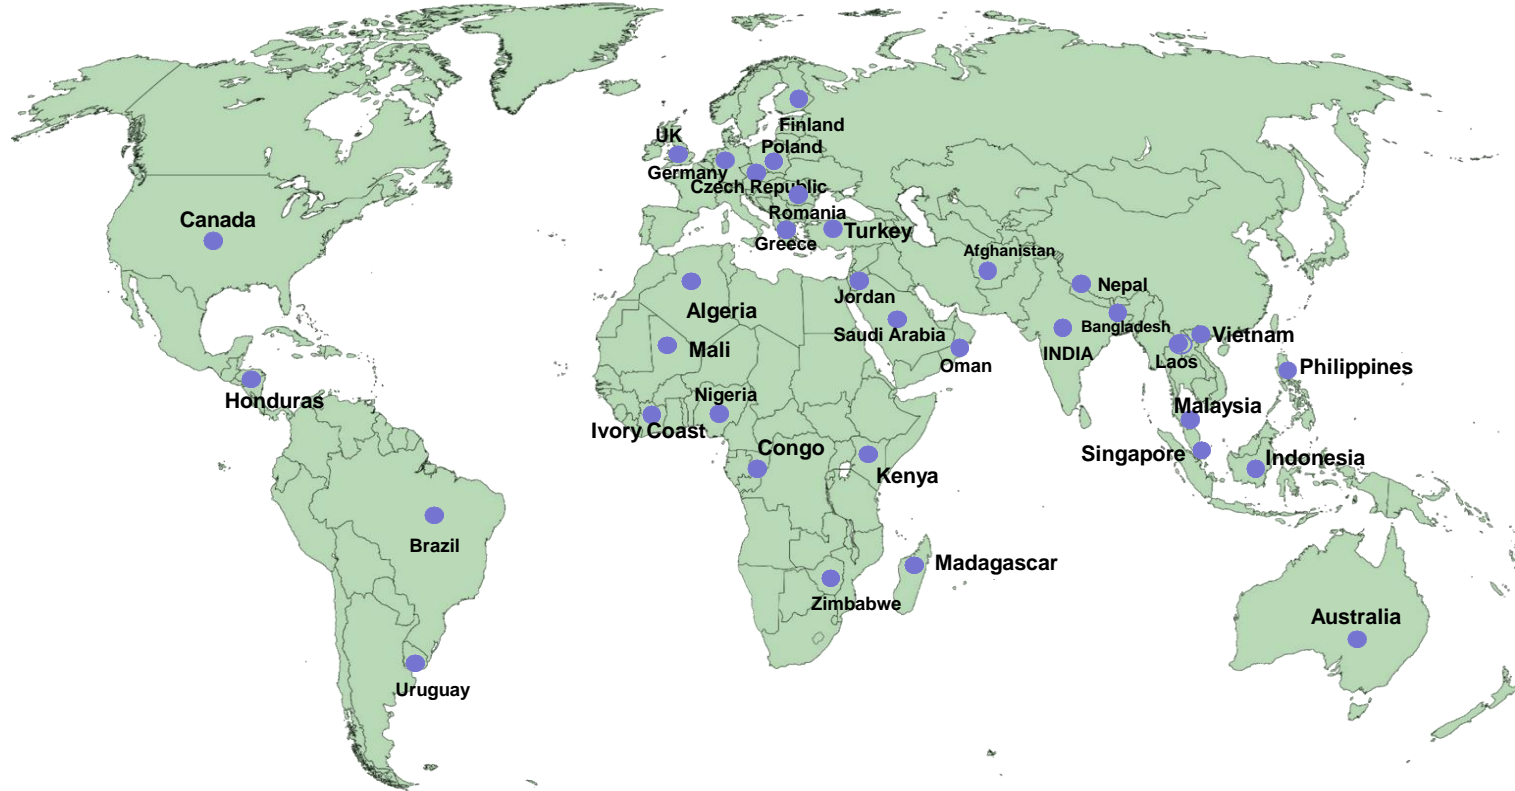 Finland
UK
Poland
Germany
Czech Republic
Romania
Canada
Turkey
Greece
Afghanistan
Nepal
Jordan
Algeria
Bangladesh
Saudi Arabia
Vietnam
Mali
INDIA
Laos
Oman
Philippines
Nigeria
Honduras
Malaysia
Ivory Coast
Congo
Singapore
Indonesia
Kenya
Brazil
Madagascar
Zimbabwe
Australia
Uruguay